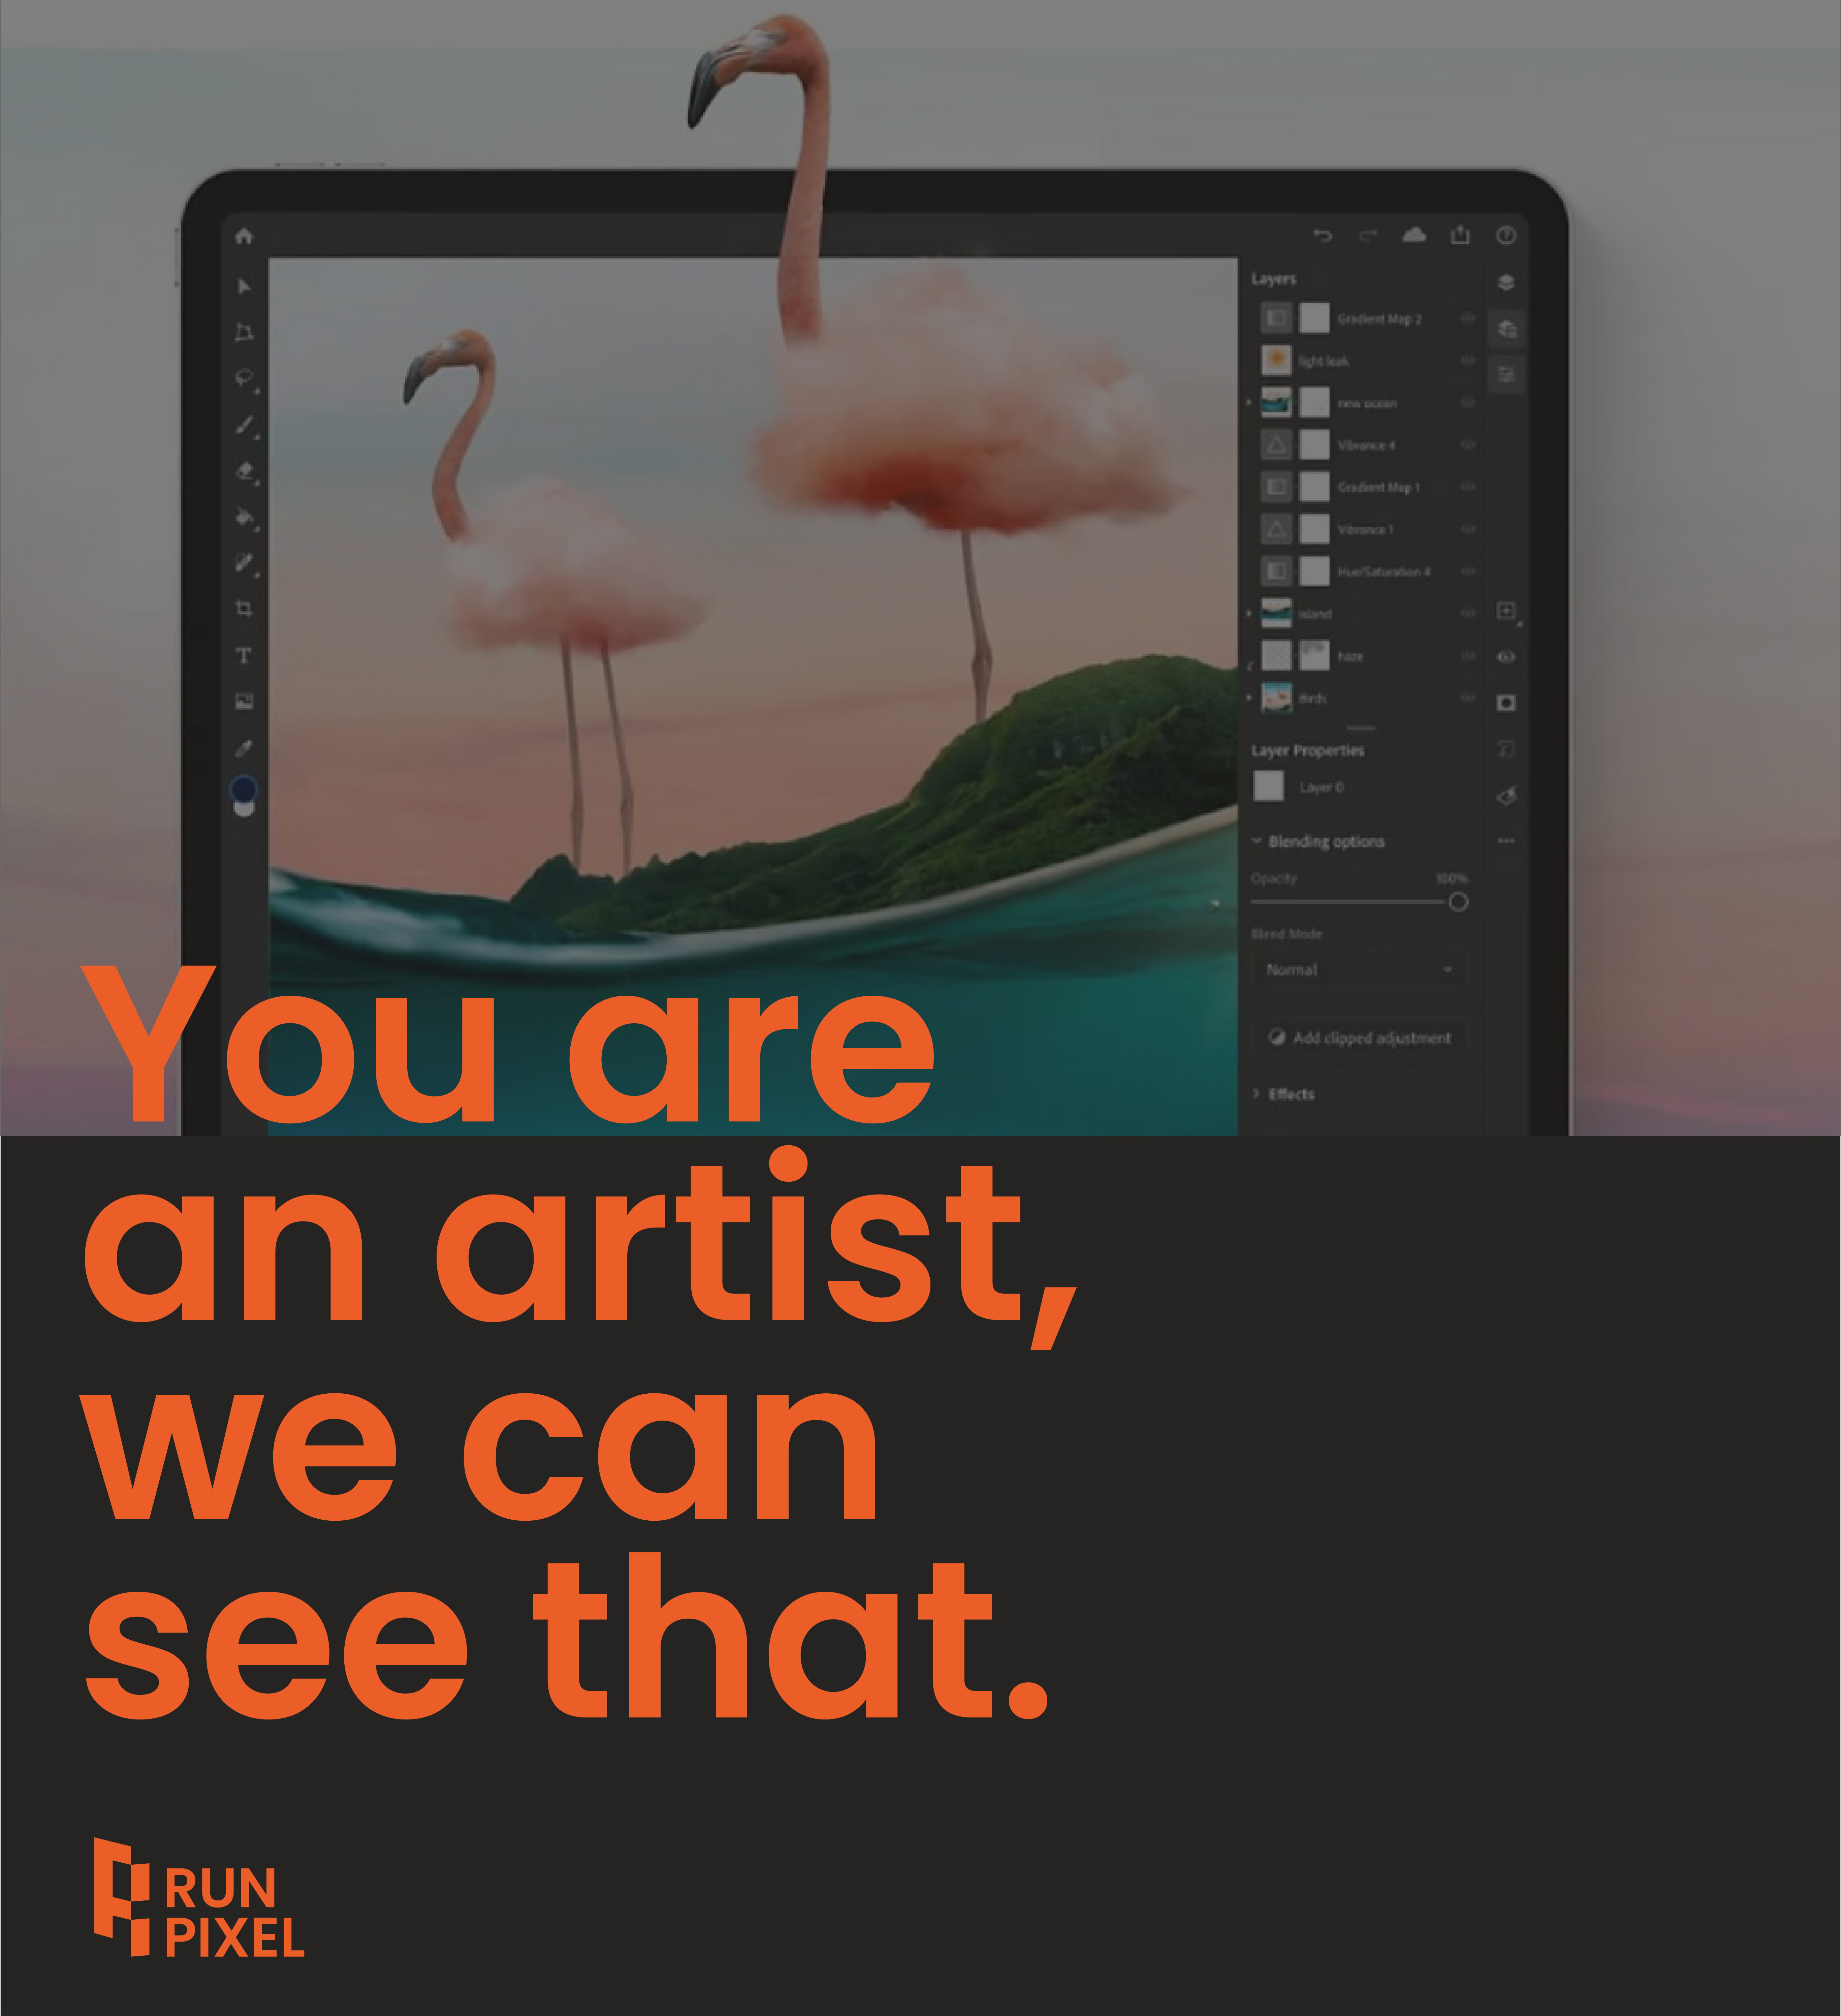 Layers
Gradient Map 2
light leak
new ocean
Vibrance 4
Gradient Map 1
Vibrance 1
Hue/Saturation 4
island
haze
Birds
Layer Properties
Layer 0
Blending options
Opacity 100%
Blend Mode
Normal
Add clipped adjustment
Effects
You are
an artist,
we can
see that.
RUN
PIXEL